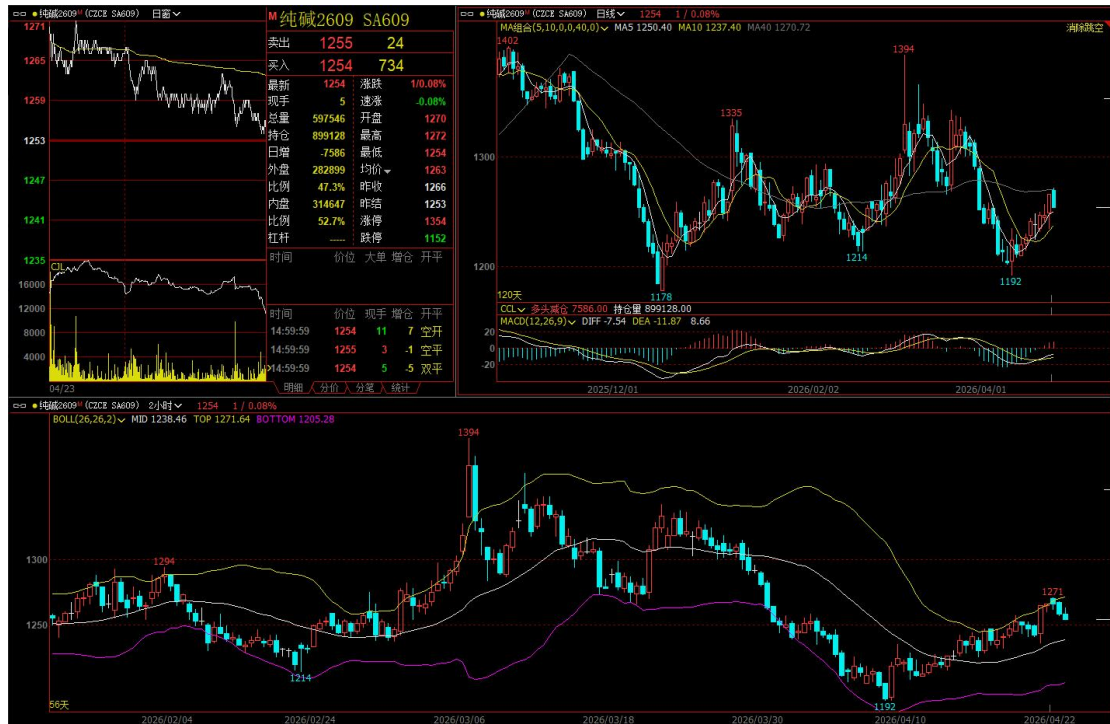 纯碱2609ᴹ (CZCE SA609) 日窗
1271
1265
1259
1253
1247
1241
1235
CJL
16000
12000
8000
4000
04/23
M 纯碱2609 SA609
卖出 1255 24
买入 1254 734
最新 1254 涨跌 1/0.08%
现手 5 速涨 -0.08%
总量 597546 开盘 1270
持仓 899128 最高 1272
日增 -7586 最低 1254
外盘 282899 均价 1263
比例 47.3% 昨收 1266
内盘 314647 昨结 1253
比例 52.7% 涨停 1354
杠杆 ----- 跌停 1152
时间 价位 大单 增仓 开平
时间 价位 现手 增仓 开平
14:59:59 1254 11 7 空开
14:59:59 1255 3 -1 空平
14:59:59 1254 5 -5 双平
明细 分价 分笔 统计
纯碱2609ᴹ (CZCE SA609) 日线 1254 1 / 0.08%
MA组合(5,10,0,0,40,0) MA5 1250.40 MA10 1237.40 MA40 1270.72 消除跳空
1402
1394
1335
1300
1214
1200
1192
1178
120天
CCL 多头减仓 7586.00 持仓量 899128.00
MACD(12,26,9) DIFF -7.54 DEA -11.87 8.66
20
0
-20
2025/12/01 2026/02/02 2026/04/01
纯碱2609ᴹ (CZCE SA609) 2小时 1254 1 / 0.08%
BOLL(26,26,2) MID 1238.46 TOP 1271.64 BOTTOM 1205.28
1394
1300
1294
1271
1250
1214
1192
56天
2026/02/04 2026/02/24 2026/03/06 2026/03/18 2026/03/30 2026/04/10 2026/04/22